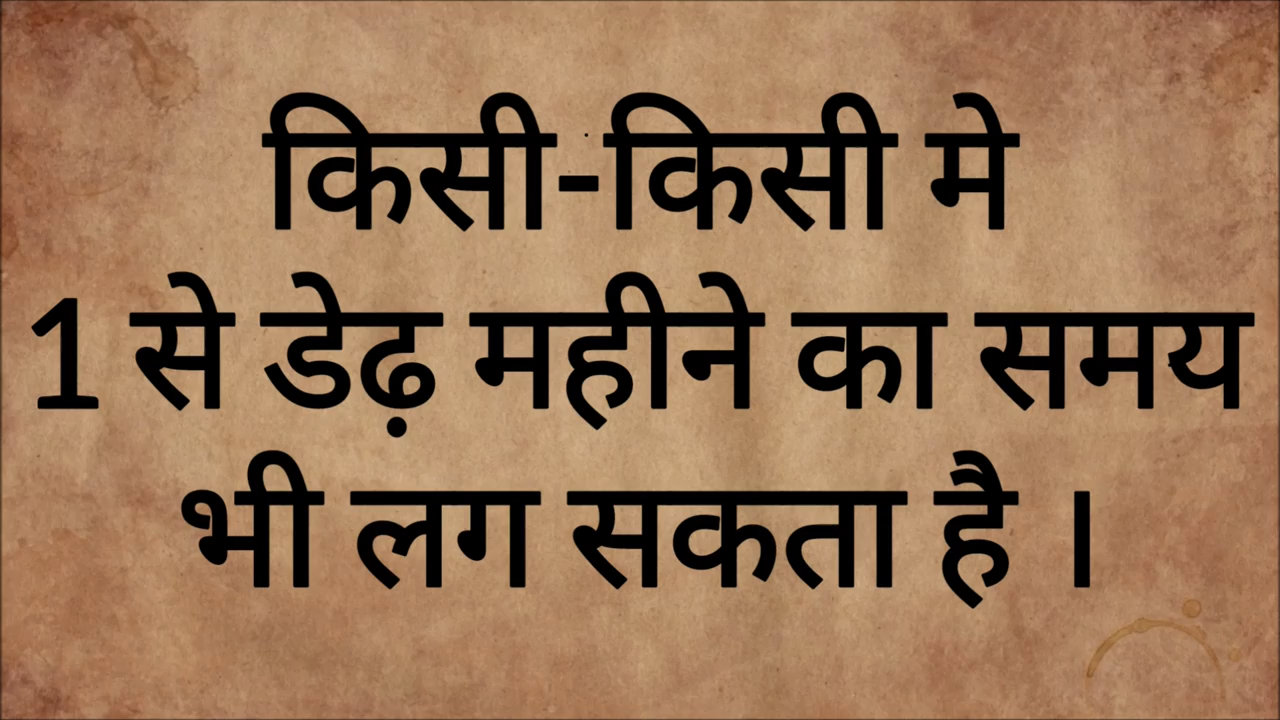 किसी-किसी मे
1 से डेढ़ महीने का समय
भी लग सकता है ।